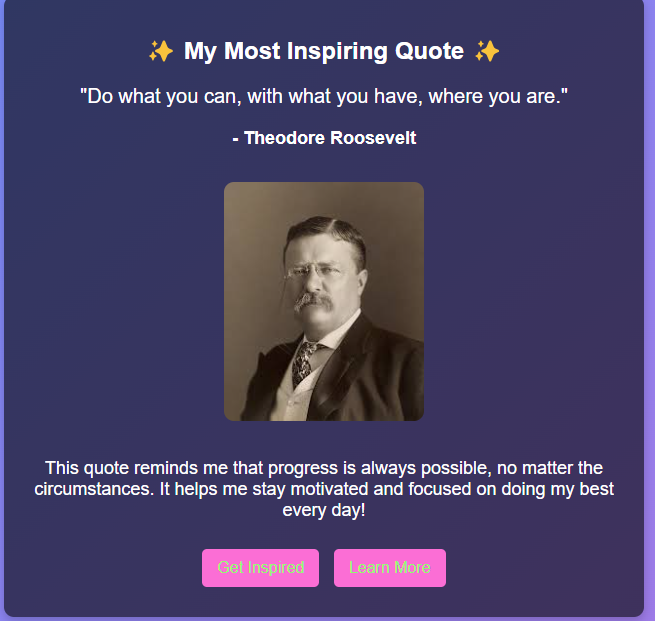 ✨ My Most Inspiring Quote ✨
"Do what you can, with what you have, where you are."
- Theodore Roosevelt
This quote reminds me that progress is always possible, no matter the
circumstances. It helps me stay motivated and focused on doing my best
every day!
Get Inspired
Learn More